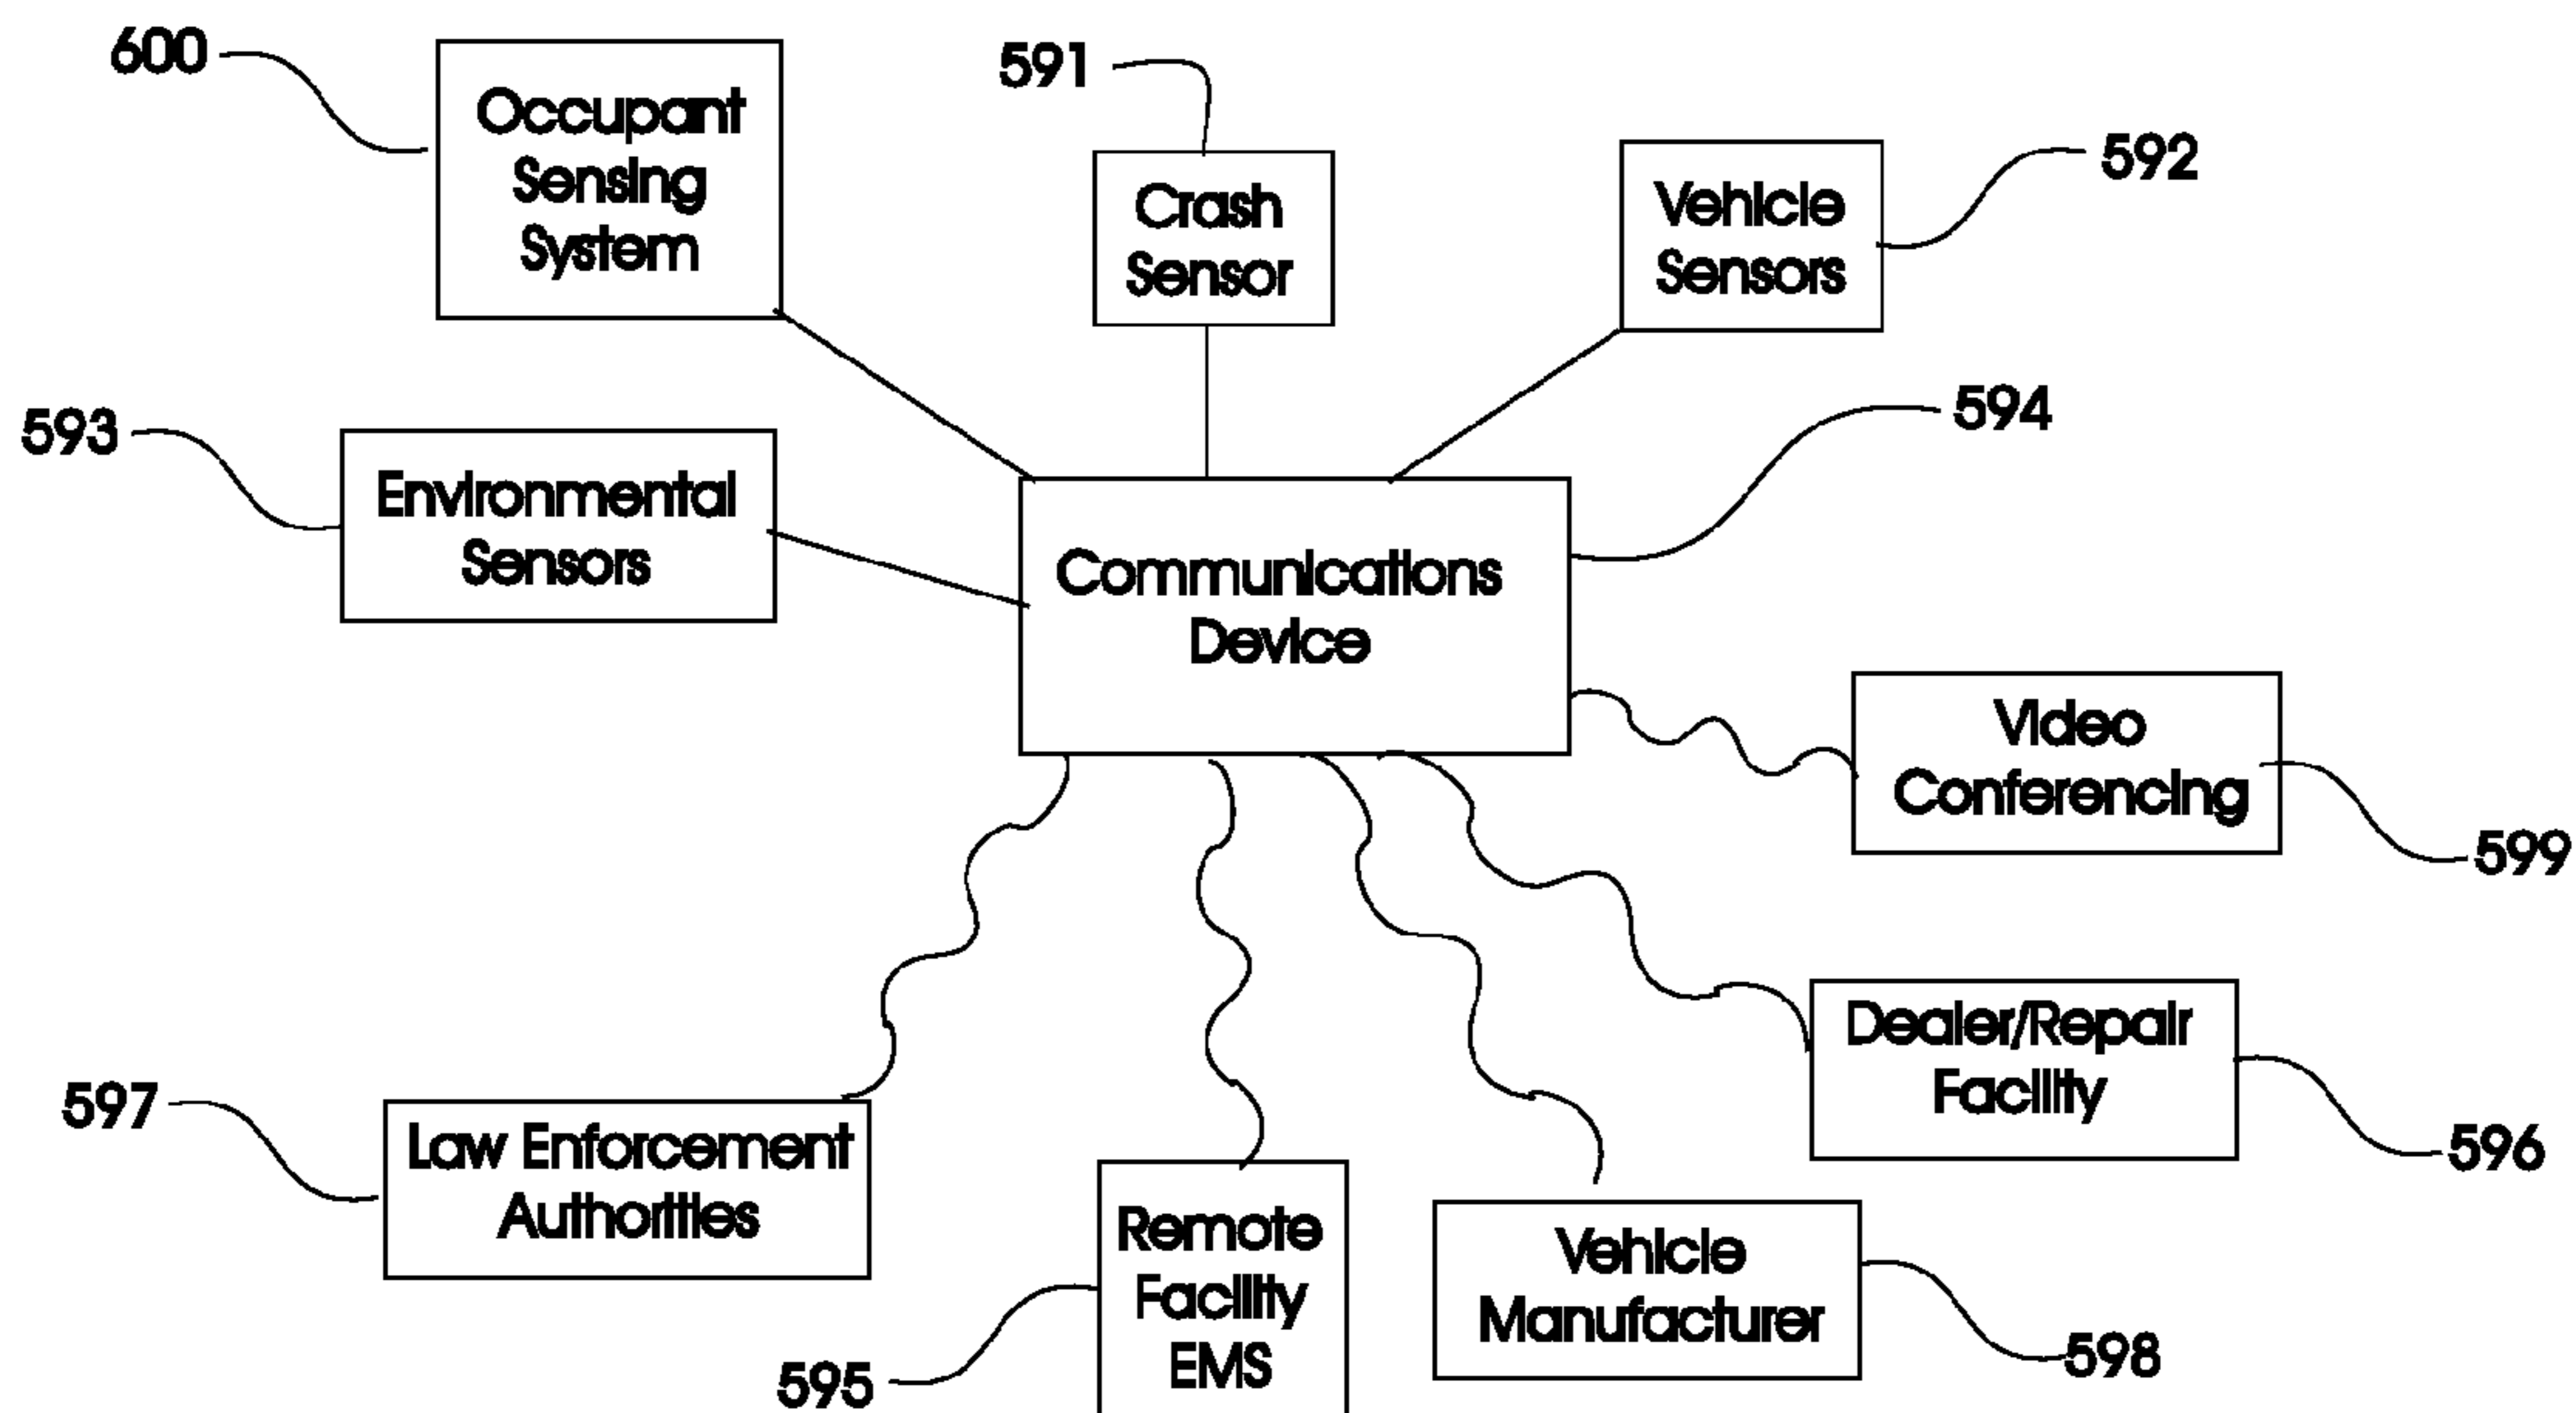 600
Occupant
Sensing
System
591
Crash
Sensor
Vehicle
Sensors
592
593
Environmental
Sensors
594
Communications
Device
Video
Conferencing
599
Dealer/Repair
Facility
596
597
Law Enforcement
Authorities
595
Remote
Facility
EMS
Vehicle
Manufacturer
598